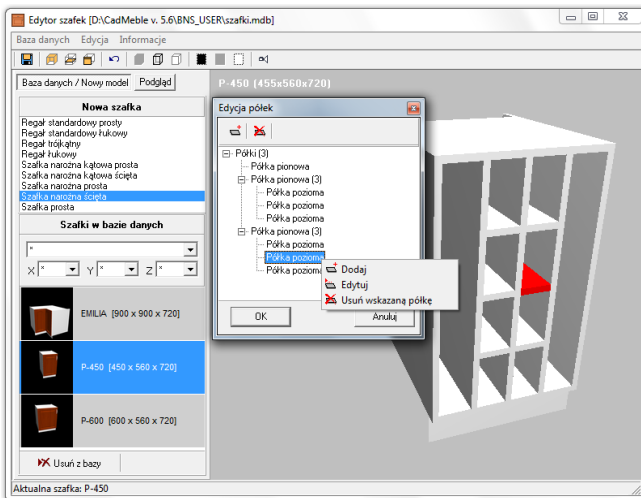 Edytor szafek [D:\CadMeble v. 5.6\BNS_USER\szafki.mdb]
Baza danych Edycja Informacje
Baza danych / Nowy model Podgląd
Nowa szafka
Regał standardowy prosty
Regał standardowy łukowy
Regał trójkątny
Regał łukowy
Szafka narożna kątowa prosta
Szafka narożna kątowa ścięta
Szafka narożna prosta
Szafka narożna ścięta
Szafka prosta
Szafki w bazie danych
*
X * Y * Z *
EMILIA [900 x 900 x 720]
P-450 [450 x 560 x 720]
P-600 [600 x 560 x 720]
Usuń z bazy
Aktualna szafka: P-450
P-450 (455x560x720)
Edycja półek
Półki (3)
Półka pionowa
Półka pionowa (3)
Półka pozioma
Półka pozioma
Półka pozioma
Półka pionowa (3)
Półka pozioma
Półka pozioma
Półka pozioma
OK Anuluj
Dodaj
Edytuj
Usuń wskazaną półkę